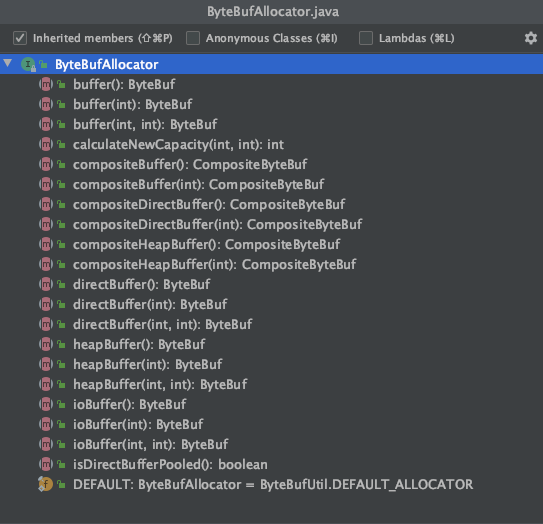 ByteBufAllocator.java
Inherited members (⇧⌘P) Anonymous Classes (⌘I) Lambdas (⌘L)
I ByteBufAllocator
m buffer(): ByteBuf
m buffer(int): ByteBuf
m buffer(int, int): ByteBuf
m calculateNewCapacity(int, int): int
m compositeBuffer(): CompositeByteBuf
m compositeBuffer(int): CompositeByteBuf
m compositeDirectBuffer(): CompositeByteBuf
m compositeDirectBuffer(int): CompositeByteBuf
m compositeHeapBuffer(): CompositeByteBuf
m compositeHeapBuffer(int): CompositeByteBuf
m directBuffer(): ByteBuf
m directBuffer(int): ByteBuf
m directBuffer(int, int): ByteBuf
m heapBuffer(): ByteBuf
m heapBuffer(int): ByteBuf
m heapBuffer(int, int): ByteBuf
m ioBuffer(): ByteBuf
m ioBuffer(int): ByteBuf
m ioBuffer(int, int): ByteBuf
m isDirectBufferPooled(): boolean
f DEFAULT: ByteBufAllocator = ByteBufUtil.DEFAULT_ALLOCATOR